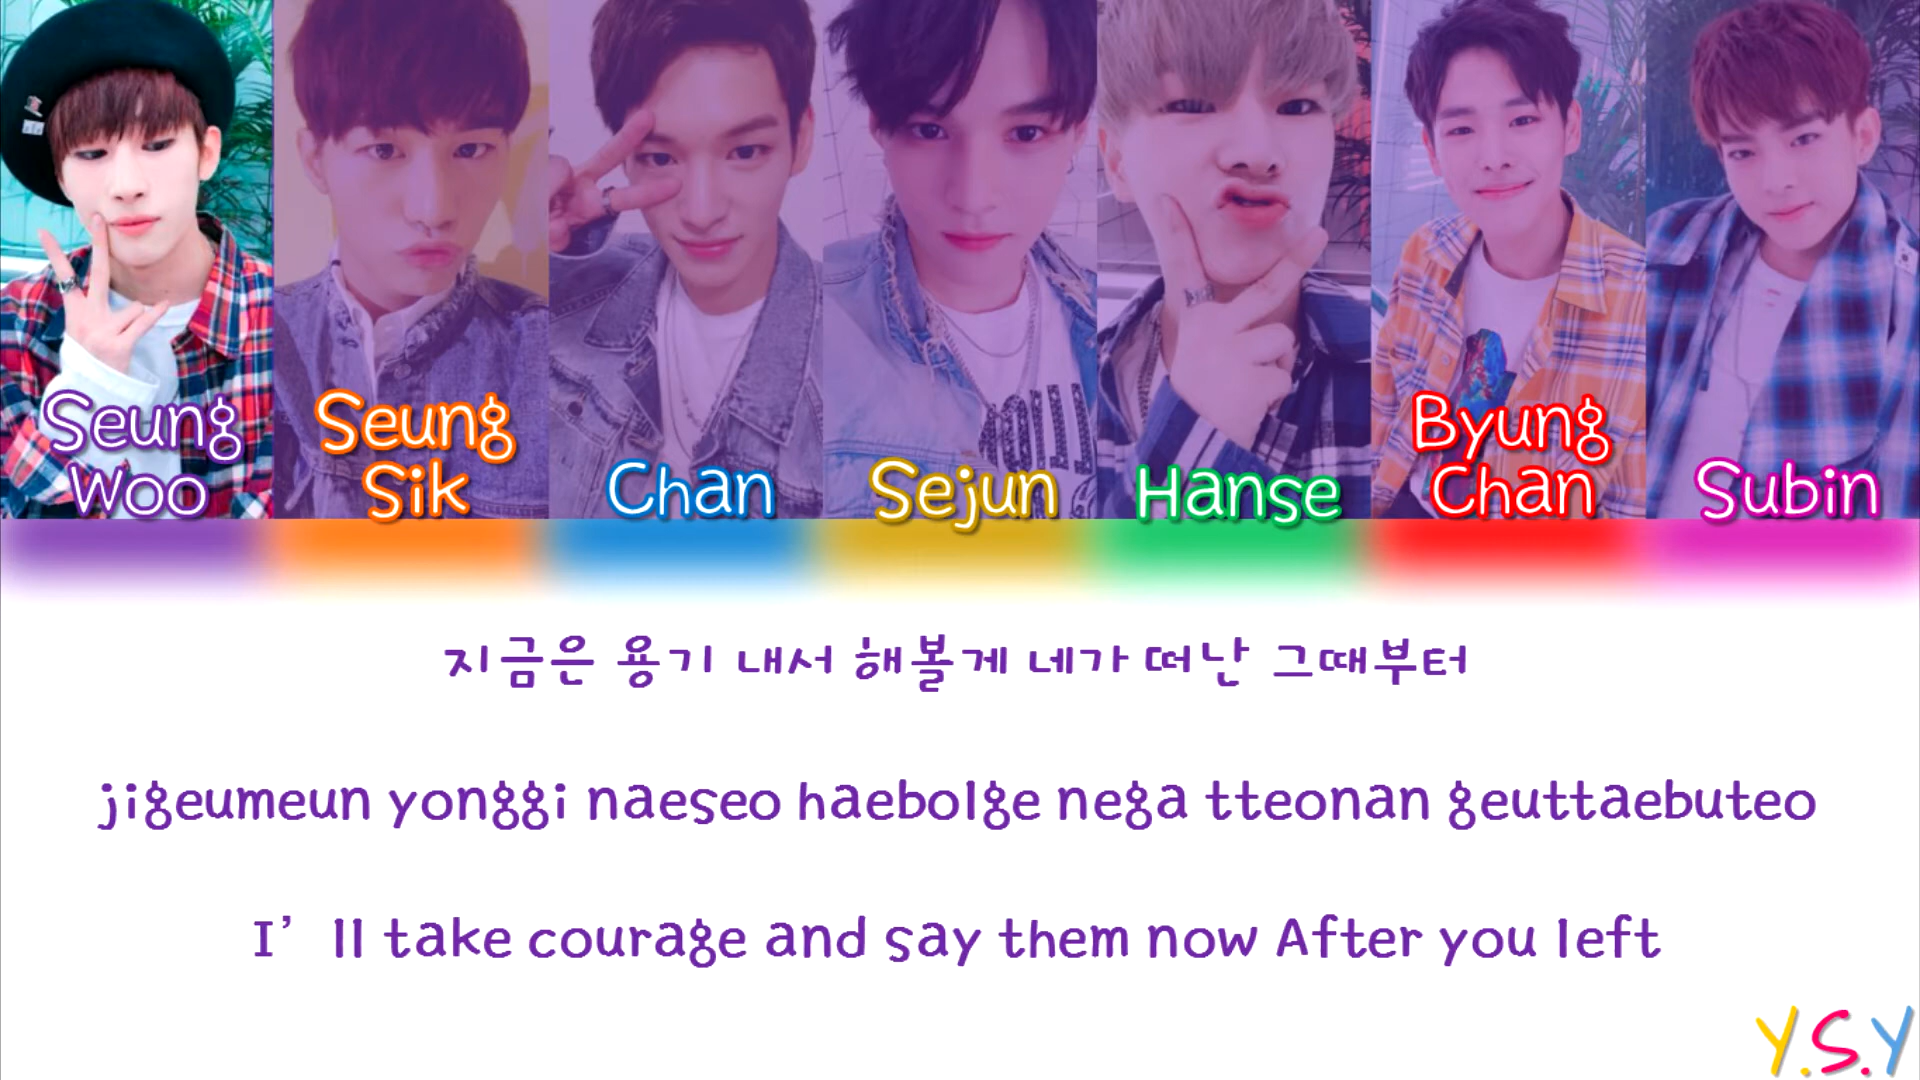 Seung
Woo
Seung
Sik
Chan
Sejun
Hanse
Byung
Chan
Subin
지금은 용기 내서 해볼게 네가 떠난 그때부터
jigeumeun yonggi naeseo haebolge nega tteonan geuttaebuteo
I’ll take courage and say them now After you left
Y.S.Y